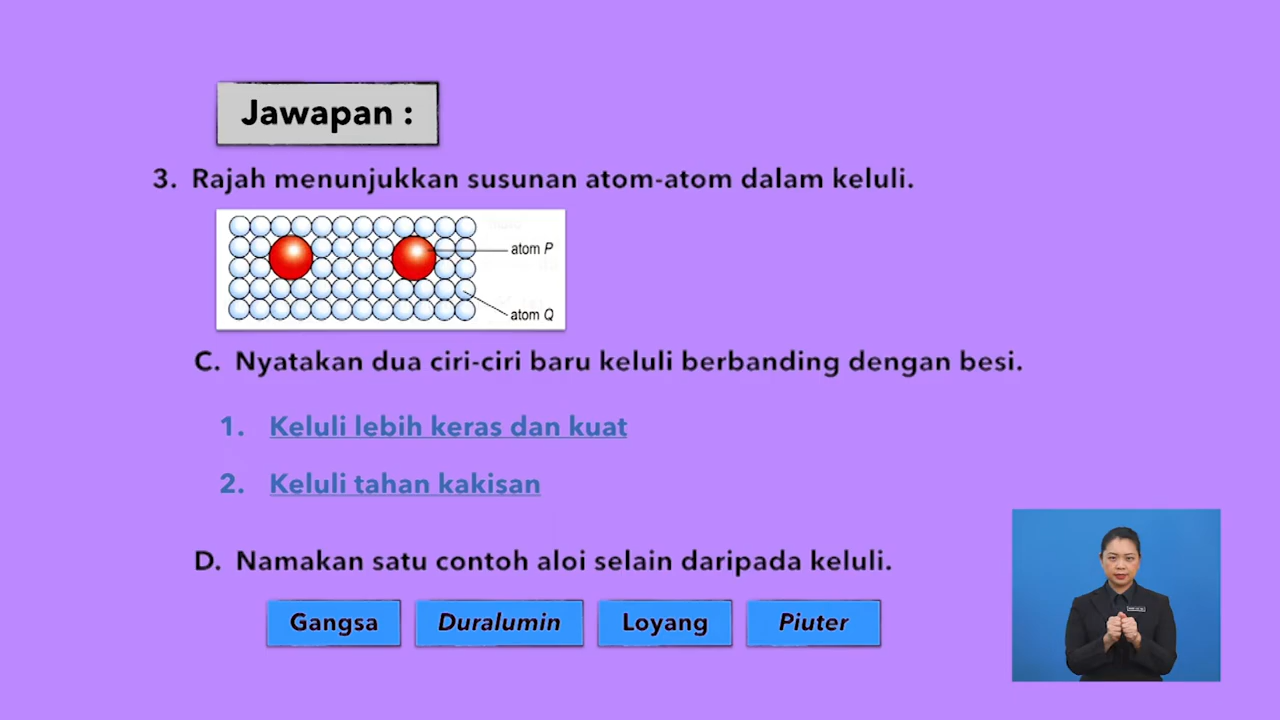 Jawapan :
3. Rajah menunjukkan susunan atom-atom dalam keluli.
atom P
atom Q
C. Nyatakan dua ciri-ciri baru keluli berbanding dengan besi.
1. Keluli lebih keras dan kuat
2. Keluli tahan kakisan
D. Namakan satu contoh aloi selain daripada keluli.
Gangsa Duralumin Loyang Piuter